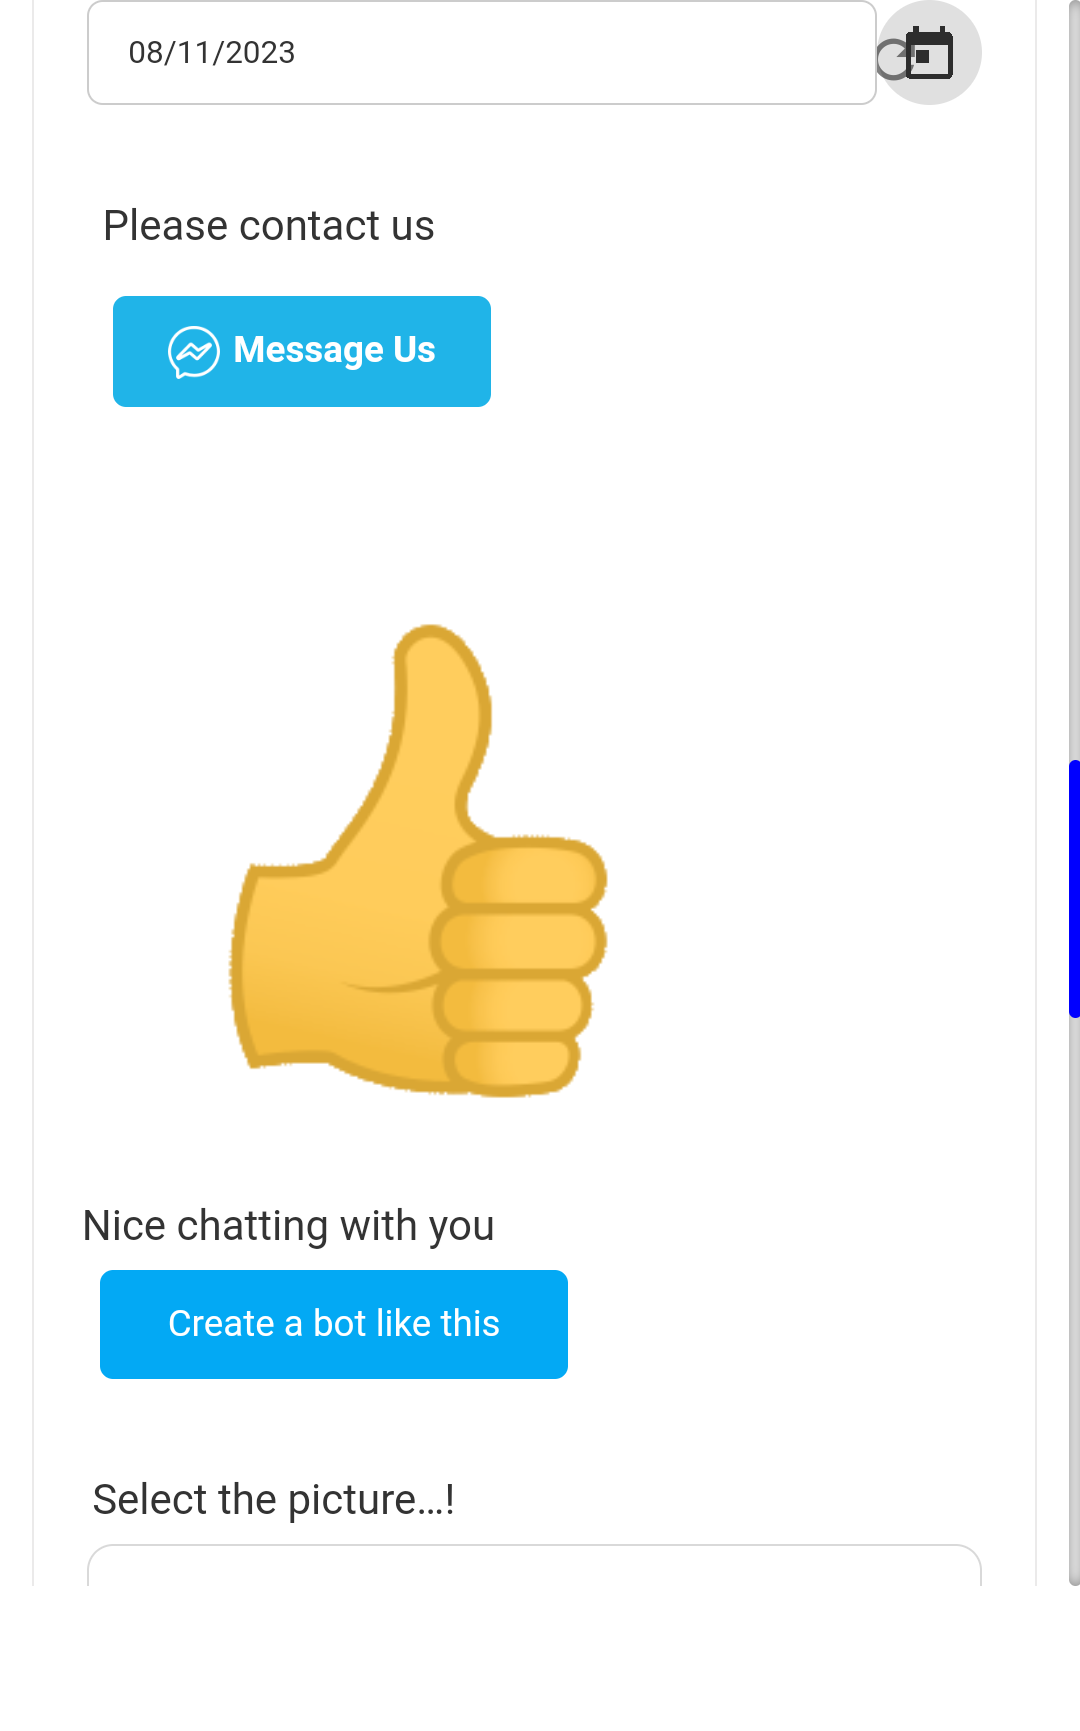 08/11/2023
Please contact us
Message Us
Nice chatting with you
Create a bot like this
Select the picture...!